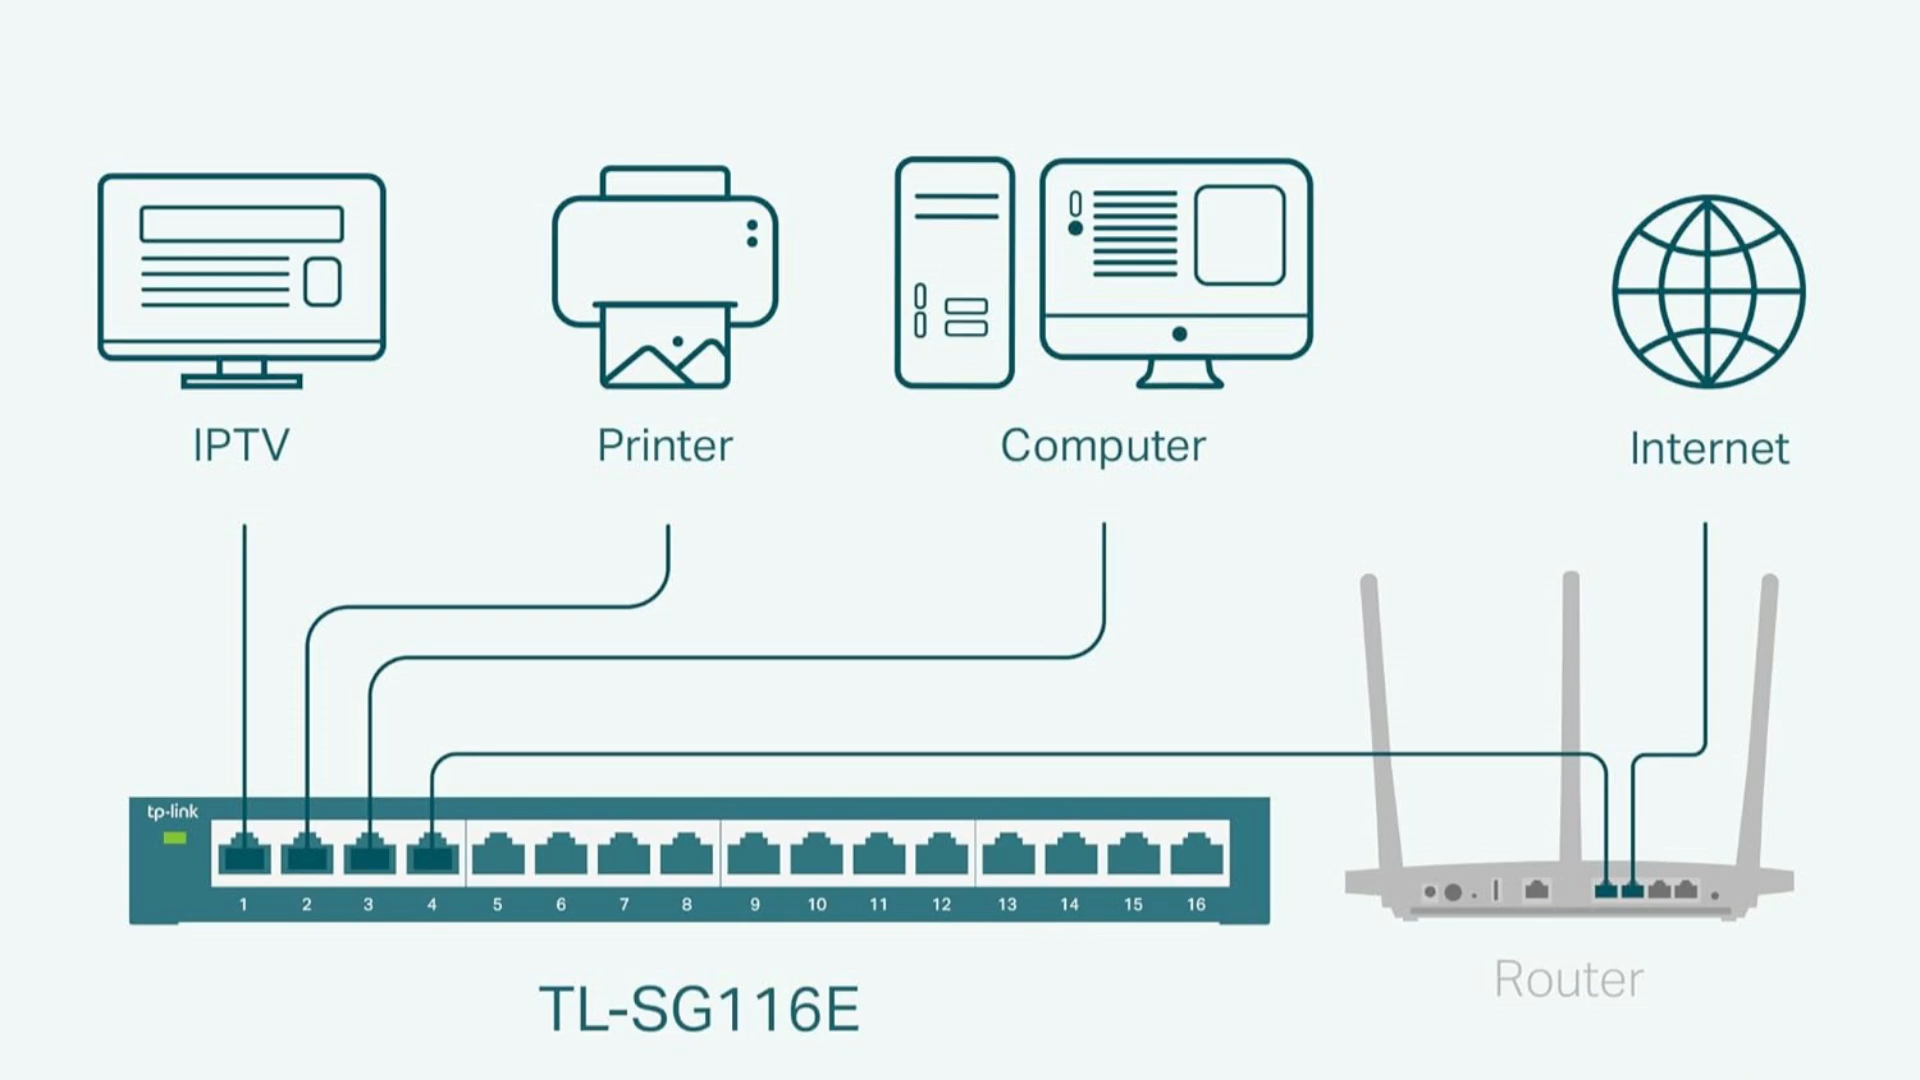 IPTV
Printer
Computer
Internet
tp-link
1 2 3 4 5 6 7 8 9 10 11 12 13 14 15 16
Router
TL-SG116E